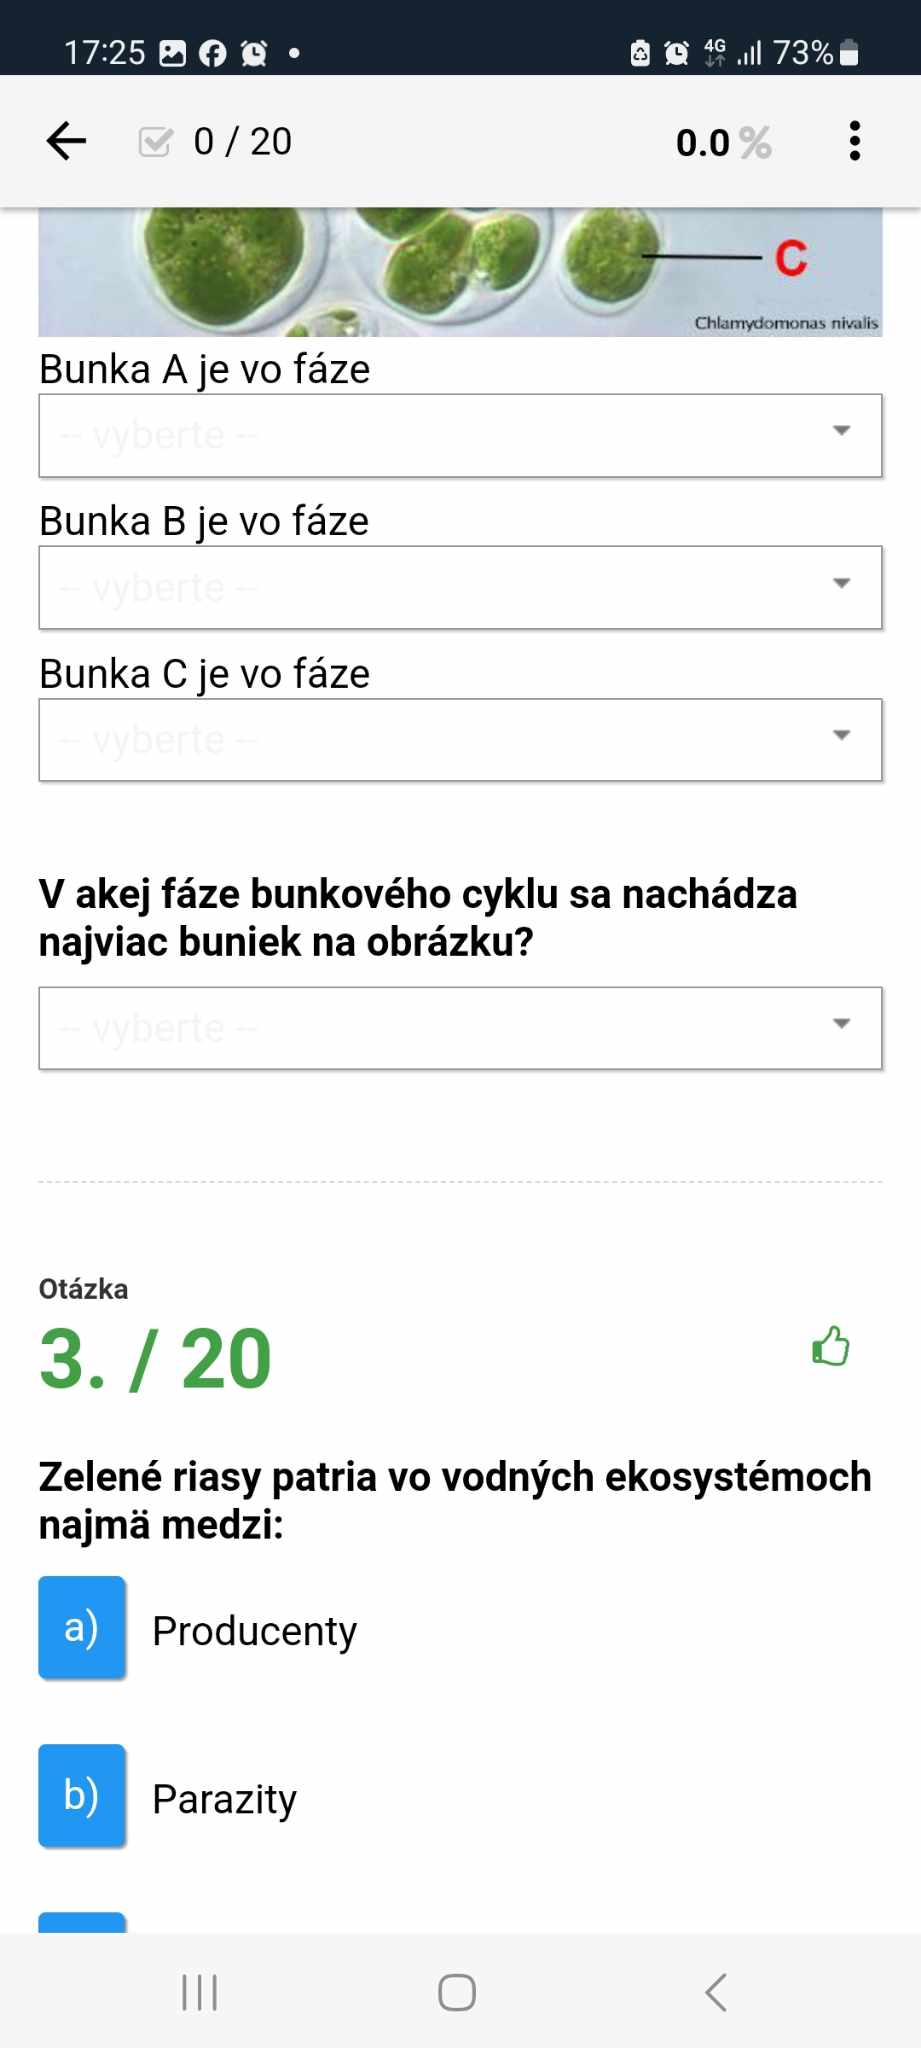 17:25
4G
73%
0 / 20
0.0 %
C
Chlamydomonas nivalis
Bunka A je vo fáze
-- vyberte --
Bunka B je vo fáze
-- vyberte --
Bunka C je vo fáze
-- vyberte --
V akej fáze bunkového cyklu sa nachádza
najviac buniek na obrázku?
-- vyberte --
Otázka
3. / 20
Zelené riasy patria vo vodných ekosystémoch
najmä medzi:
a) Producenty
b) Parazity